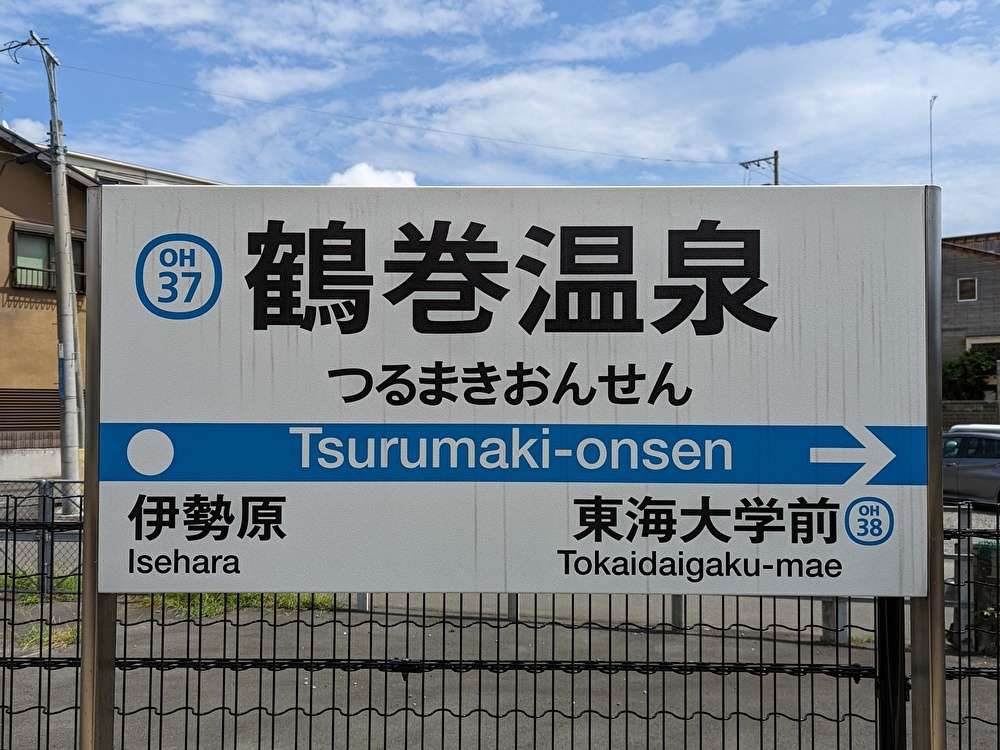 OH
37
鶴巻温泉
つるまきおんせん
Tsurumaki-onsen
伊勢原
Isehara
東海大学前
OH
38
Tokaidaigaku-mae